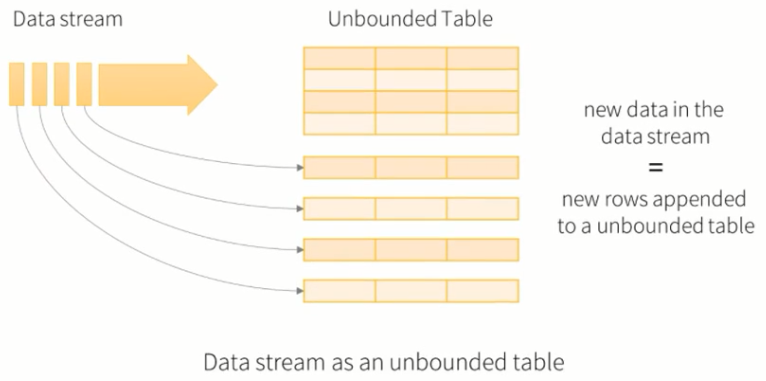 Data stream
Unbounded Table
new data in the
data stream
=
new rows appended
to a unbounded table
Data stream as an unbounded table